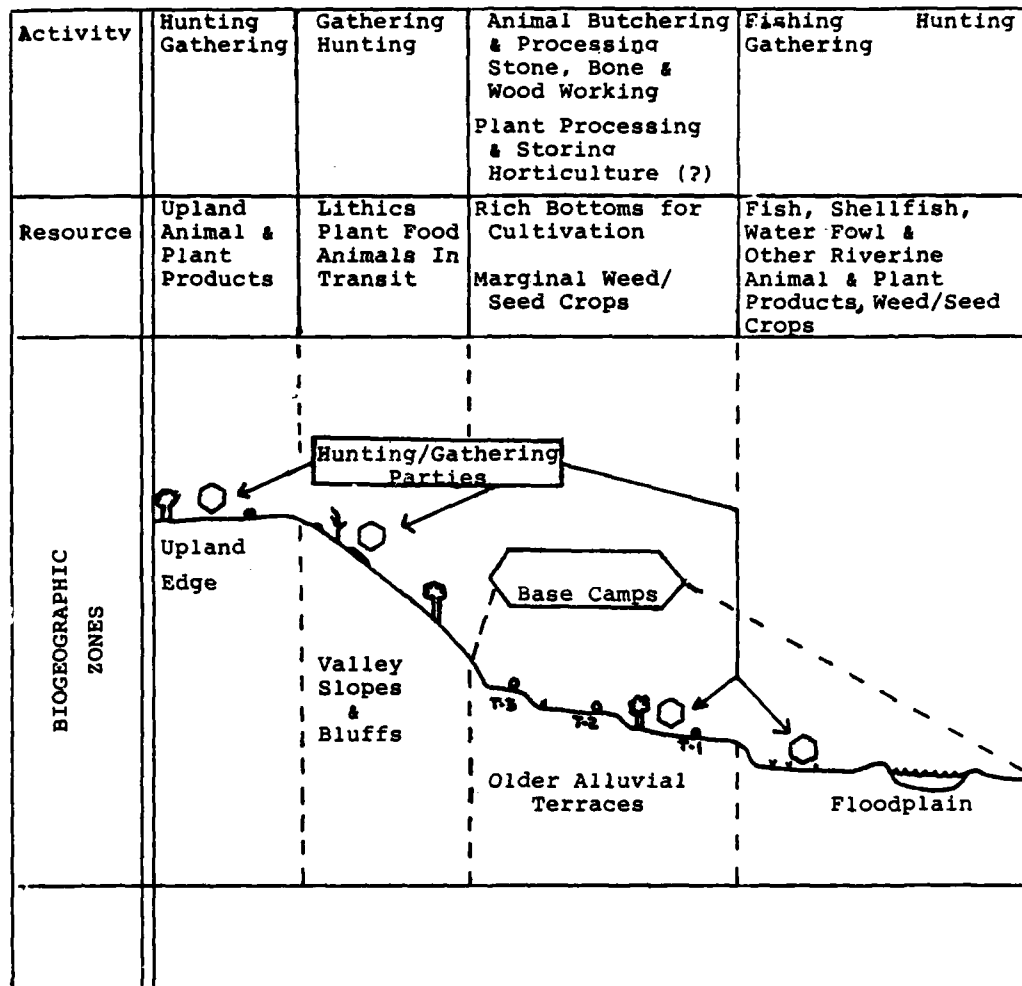 Activity
Hunting
Gathering
Gathering
Hunting
Animal Butchering
& Processing
Stone, Bone &
Wood Working
Plant Processing
& Storing
Horticulture (?)
Fishing Hunting
Gathering
Resource
Upland
Animal &
Plant
Products
Lithics
Plant Food
Animals In
Transit
Rich Bottoms for
Cultivation
Marginal Weed/
Seed Crops
Fish, Shellfish,
Water Fowl &
Other Riverine
Animal & Plant
Products, Weed/Seed
Crops
BIOGEOGRAPHIC
ZONES
Hunting/Gathering
Parties
Upland
Edge
Base Camps
Valley
Slopes
&
Bluffs
T-3
T-2
T-1
Older Alluvial
Terraces
Floodplain